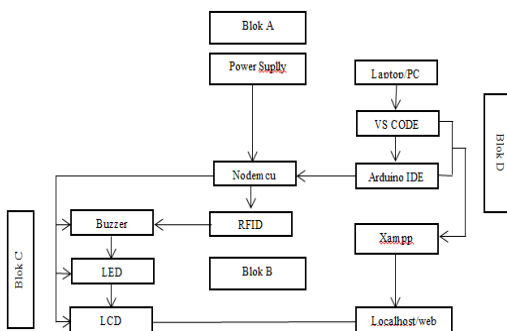 Blok A
Power Suplly
Laptop/PC
VS CODE
Blok D
Nodemcu
Arduino IDE
Buzzer
RFID
Xampp
Blok C
LED
Blok B
LCD
Localhost/web